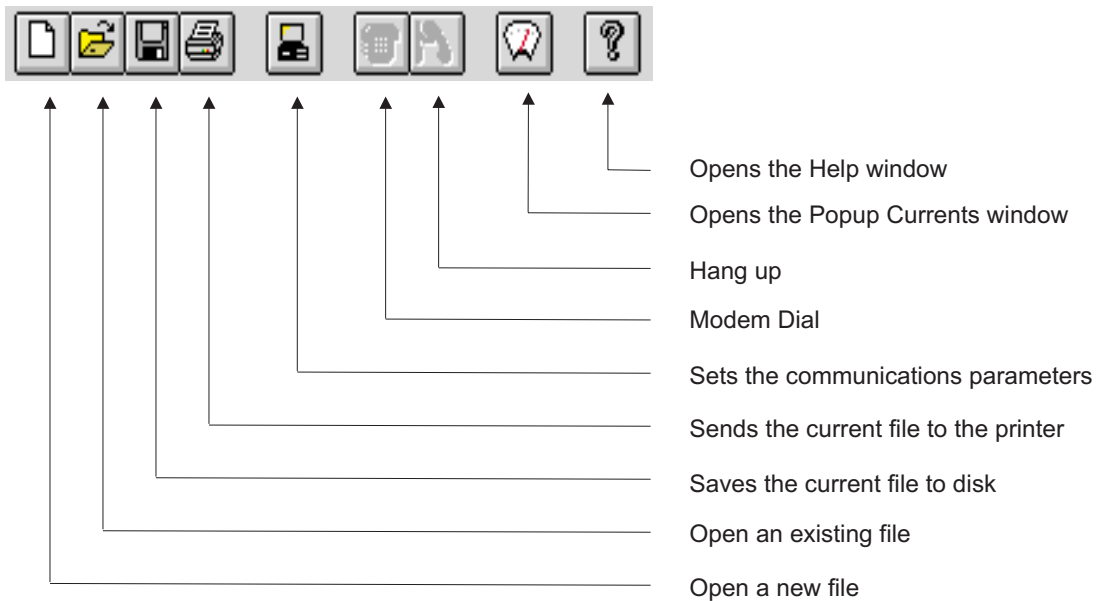 Opens the Help window
Opens the Popup Currents window
Hang up
Modem Dial
Sets the communications parameters
Sends the current file to the printer
Saves the current file to disk
Open an existing file
Open a new file